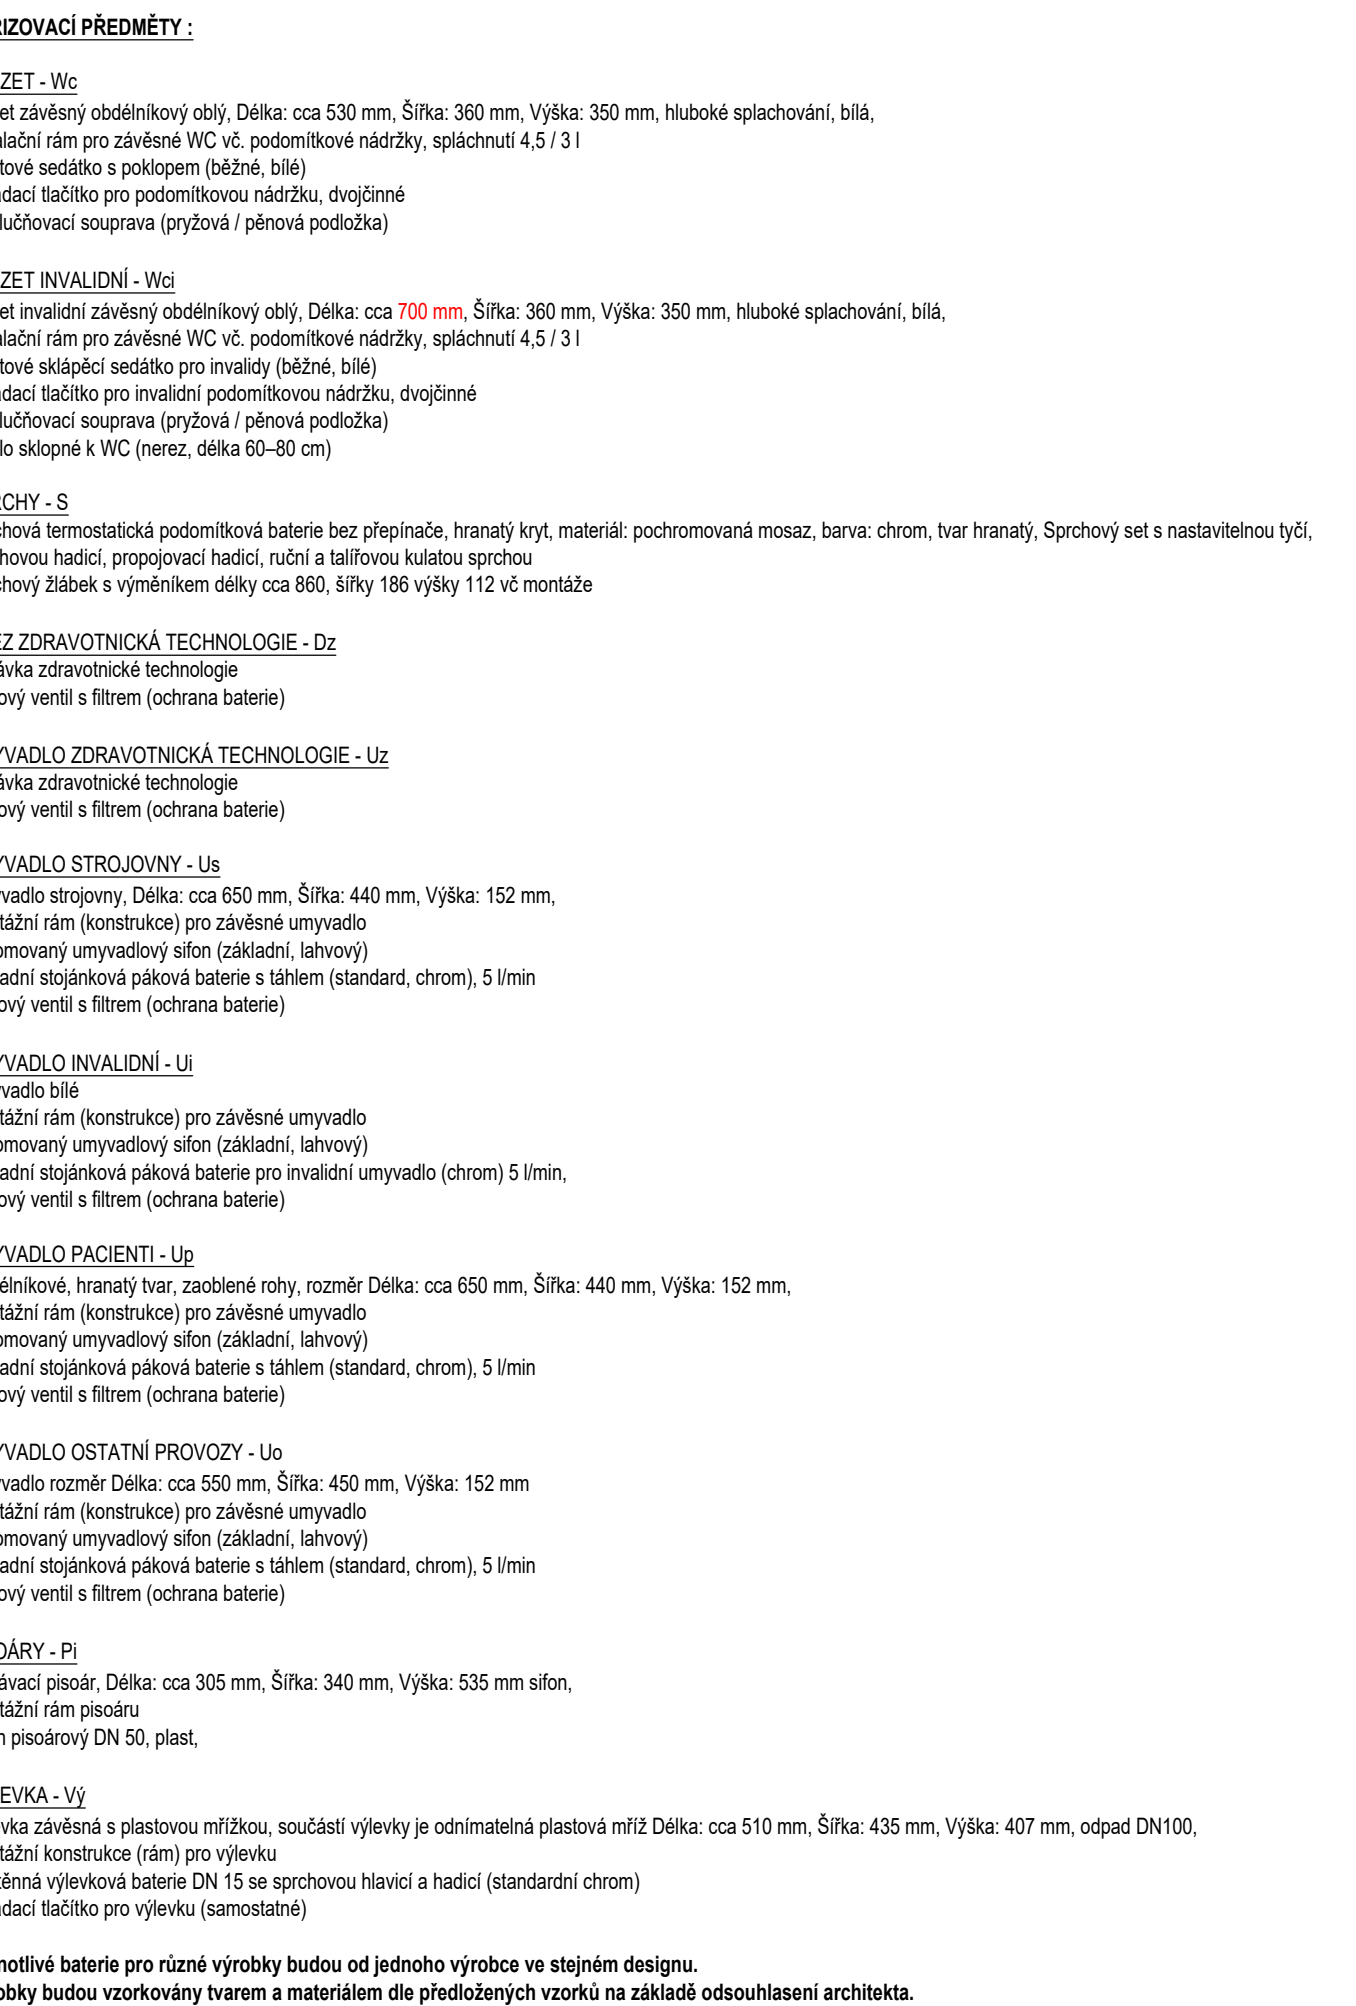 RIZOVACÍ PŘEDMĚTY :
ZET - Wc
et závěsný obdélníkový oblý, Délka: cca 530 mm, Šířka: 360 mm, Výška: 350 mm, hluboké splachování, bílá,
alační rám pro závěsné WC vč. podomítkové nádržky, spláchnutí 4,5 / 3 l
tové sedátko s poklopem (běžné, bílé)
ádací tlačítko pro podomítkovou nádržku, dvojčinné
lučňovací souprava (pryžová / pěnová podložka)
ZET INVALIDNÍ - Wci
et invalidní závěsný obdélníkový oblý, Délka: cca 700 mm, Šířka: 360 mm, Výška: 350 mm, hluboké splachování, bílá,
alační rám pro závěsné WC vč. podomítkové nádržky, spláchnutí 4,5 / 3 l
tové sklápěcí sedátko pro invalidy (běžné, bílé)
ádací tlačítko pro invalidní podomítkovou nádržku, dvojčinné
lučňovací souprava (pryžová / pěnová podložka)
lo sklopné k WC (nerez, délka 60–80 cm)
RCHY - S
chová termostatická podomítková baterie bez přepínače, hranatý kryt, materiál: pochromovaná mosaz, barva: chrom, tvar hranatý, Sprchový set s nastavitelnou tyčí,
hovou hadicí, propojovací hadicí, ruční a talířovou kulatou sprchou
chový žlábek s výměníkem délky cca 860, šířky 186 výšky 112 vč montáže
EZ ZDRAVOTNICKÁ TECHNOLOGIE - Dz
ávka zdravotnické technologie
ový ventil s filtrem (ochrana baterie)
YVADLO ZDRAVOTNICKÁ TECHNOLOGIE - Uz
ávka zdravotnické technologie
ový ventil s filtrem (ochrana baterie)
YVADLO STROJOVNY - Us
yvadlo strojovny, Délka: cca 650 mm, Šířka: 440 mm, Výška: 152 mm,
tážní rám (konstrukce) pro závěsné umyvadlo
omovaný umyvadlový sifon (základní, lahvový)
adní stojánková páková baterie s táhlem (standard, chrom), 5 l/min
ový ventil s filtrem (ochrana baterie)
YVADLO INVALIDNÍ - Ui
yvadlo bílé
tážní rám (konstrukce) pro závěsné umyvadlo
omovaný umyvadlový sifon (základní, lahvový)
adní stojánková páková baterie pro invalidní umyvadlo (chrom) 5 l/min,
ový ventil s filtrem (ochrana baterie)
YVADLO PACIENTI - Up
élníkové, hranatý tvar, zaoblené rohy, rozměr Délka: cca 650 mm, Šířka: 440 mm, Výška: 152 mm,
tážní rám (konstrukce) pro závěsné umyvadlo
omovaný umyvadlový sifon (základní, lahvový)
adní stojánková páková baterie s táhlem (standard, chrom), 5 l/min
ový ventil s filtrem (ochrana baterie)
YVADLO OSTATNÍ PROVOZY - Uo
yvadlo rozměr Délka: cca 550 mm, Šířka: 450 mm, Výška: 152 mm
tážní rám (konstrukce) pro závěsné umyvadlo
omovaný umyvadlový sifon (základní, lahvový)
adní stojánková páková baterie s táhlem (standard, chrom), 5 l/min
ový ventil s filtrem (ochrana baterie)
OÁRY - Pi
ávací pisoár, Délka: cca 305 mm, Šířka: 340 mm, Výška: 535 mm sifon,
tážní rám pisoáru
n pisoárový DN 50, plast,
EVKA - Vý
evka závěsná s plastovou mřížkou, součástí výlevky je odnímatelná plastová mříž Délka: cca 510 mm, Šířka: 435 mm, Výška: 407 mm, odpad DN100,
tážní konstrukce (rám) pro výlevku
těnná výlevková baterie DN 15 se sprchovou hlavicí a hadicí (standardní chrom)
ádací tlačítko pro výlevku (samostatné)
notlivé baterie pro různé výrobky budou od jednoho výrobce ve stejném designu.
obky budou vzorkovány tvarem a materiálem dle předložených vzorků na základě odsouhlasení architekta.